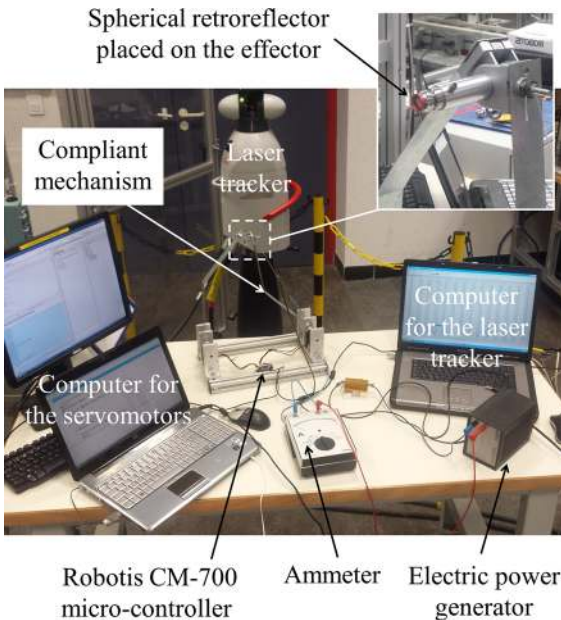 Spherical retroreflector
placed on the effector
Compliant
mechanism
Laser
tracker
Computer
for the laser
tracker
Computer for
the servomotors
Robotis CM-700
micro-controller
Ammeter
Electric power
generator